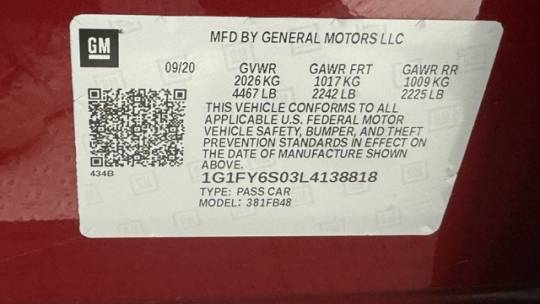 GM
MFD BY GENERAL MOTORS LLC
09/20 GVWR GAWR FRT GAWR RR
2026 KG 1017 KG 1009 KG
4467 LB 2242 LB 2225 LB
THIS VEHICLE CONFORMS TO ALL
APPLICABLE U.S. FEDERAL MOTOR
VEHICLE SAFETY, BUMPER, AND THEFT
PREVENTION STANDARDS IN EFFECT ON
THE DATE OF MANUFACTURE SHOWN
ABOVE.
434B
1G1FY6S03L4138818
TYPE: PASS CAR
MODEL: 381FB48